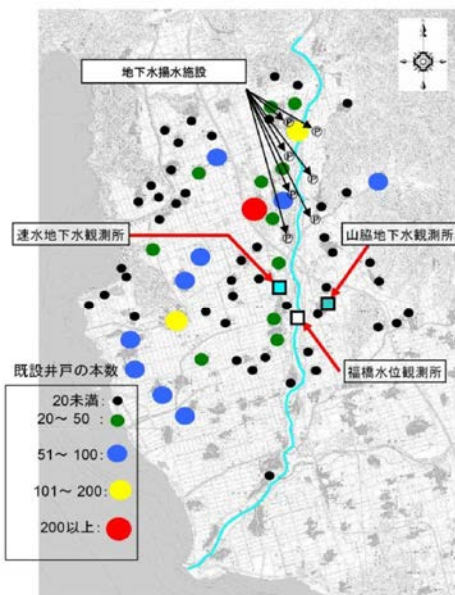 地下水揚水施設
速水地下水観測所
山脇地下水観測所
福橋水位観測所
既設井戸の本数
20未満:
20～ 50 :
51～ 100 :
101～ 200 :
200以上:
Ⓟ
Ⓟ
Ⓟ
Ⓟ
Ⓟ
Ⓟ
Ⓟ